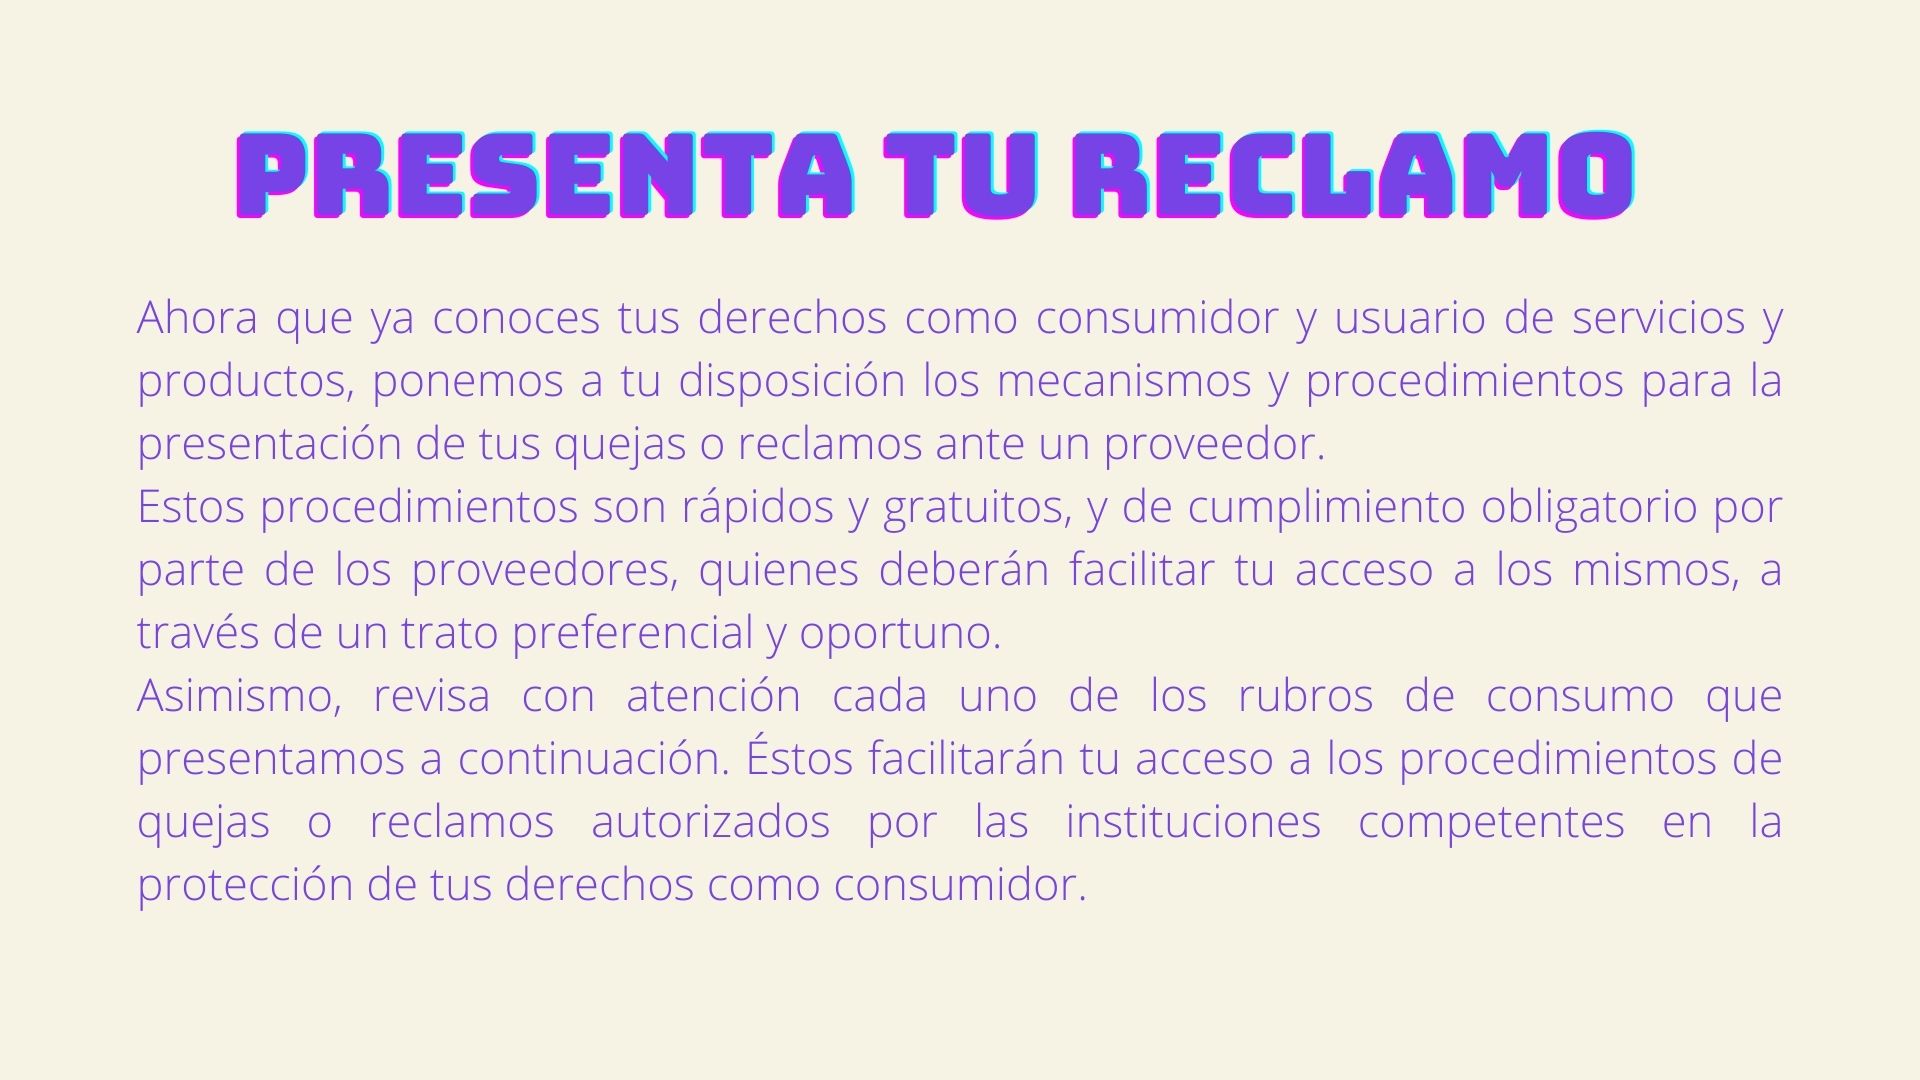 PRESENTA TU RECLAMO
Ahora que ya conoces tus derechos como consumidor y usuario de servicios y
productos, ponemos a tu disposición los mecanismos y procedimientos para la
presentación de tus quejas o reclamos ante un proveedor.
Estos procedimientos son rápidos y gratuitos, y de cumplimiento obligatorio por
parte de los proveedores, quienes deberán facilitar tu acceso a los mismos, a
través de un trato preferencial y oportuno.
Asimismo, revisa con atención cada uno de los rubros de consumo que
presentamos a continuación. Éstos facilitarán tu acceso a los procedimientos de
quejas o reclamos autorizados por las instituciones competentes en la
protección de tus derechos como consumidor.